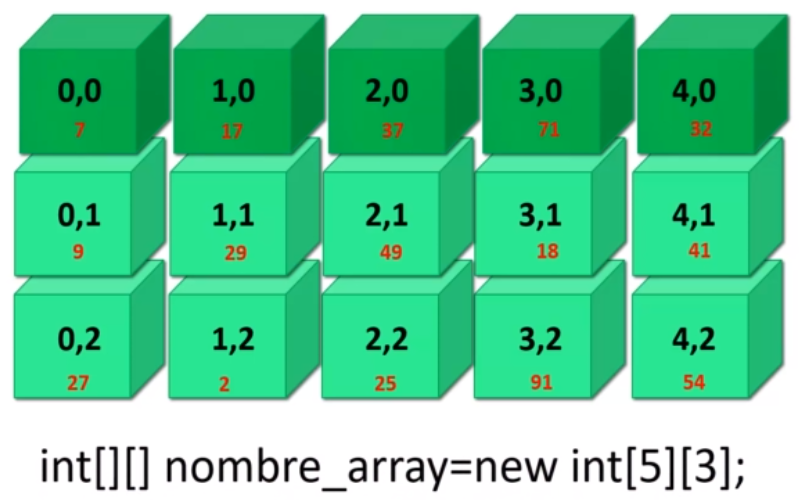 0,0 1,0 2,0 3,0 4,0
7 17 37 71 32
0,1 1,1 2,1 3,1 4,1
9 29 49 18 41
0,2 1,2 2,2 3,2 4,2
27 2 25 91 54
int[][] nombre_array=new int[5][3];